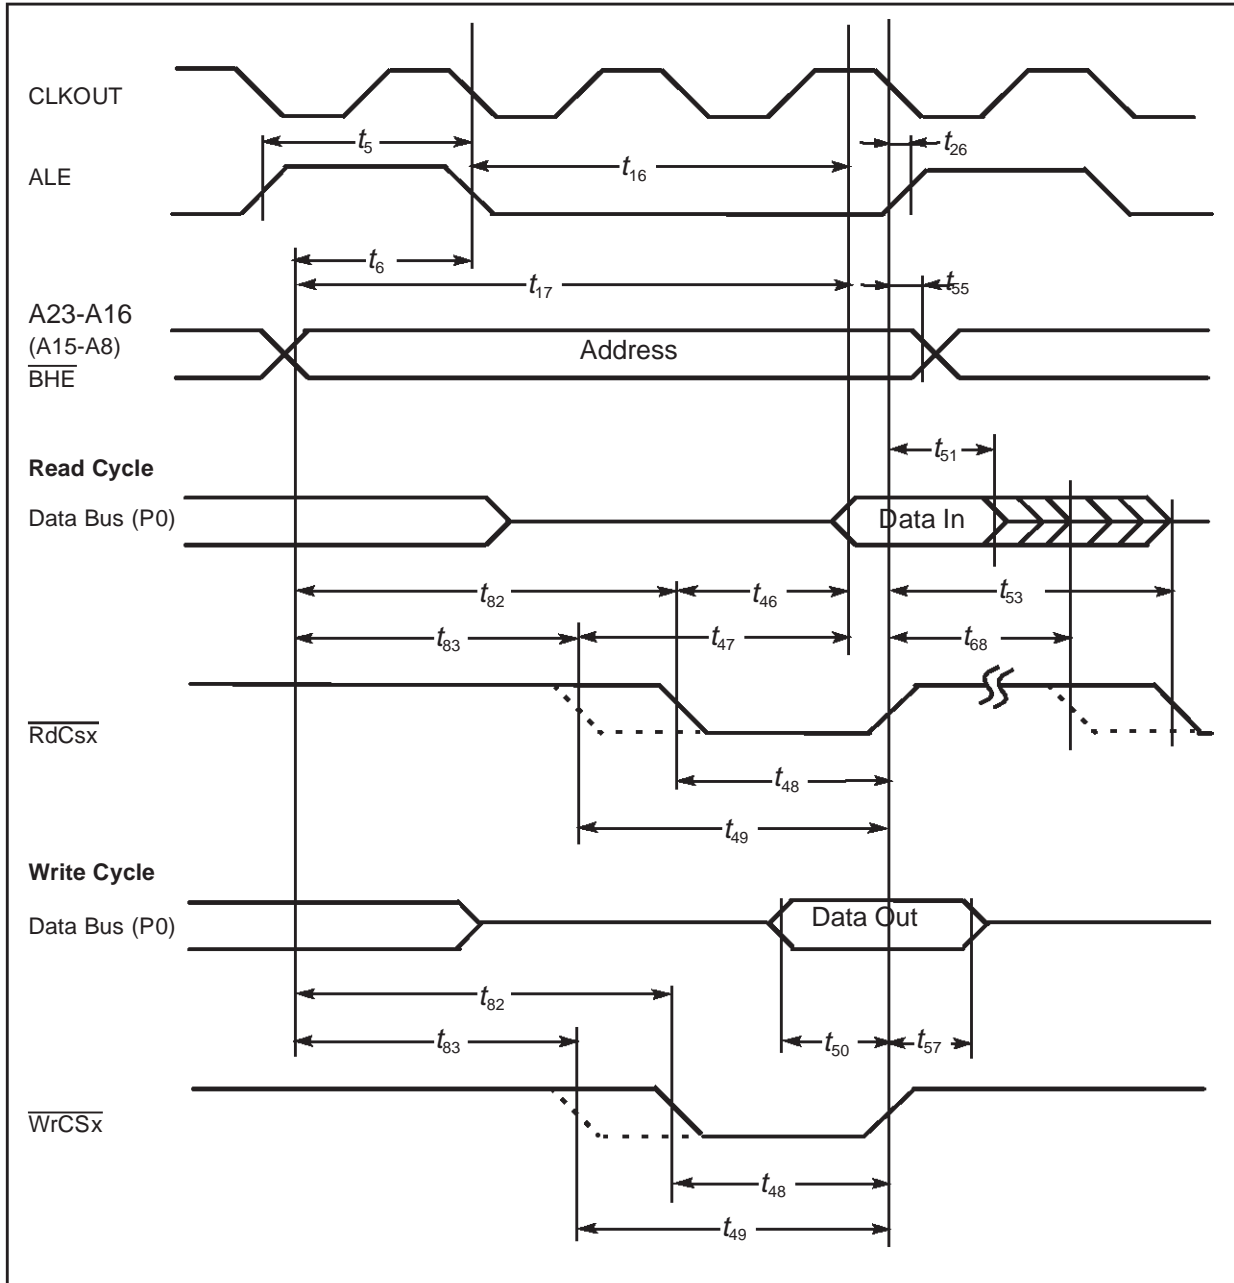 CLKOUT
t5
t26
ALE
t16
t6
t17
t55
A23-A16
(A15-A8)
BHE
Address
t51
Read Cycle
Data Bus (P0)
Data In
t82
t46
t53
t83
t47
t68
RdCsx
t48
t49
Write Cycle
Data Bus (P0)
Data Out
t82
t83
t50
t57
WrCSx
t48
t49